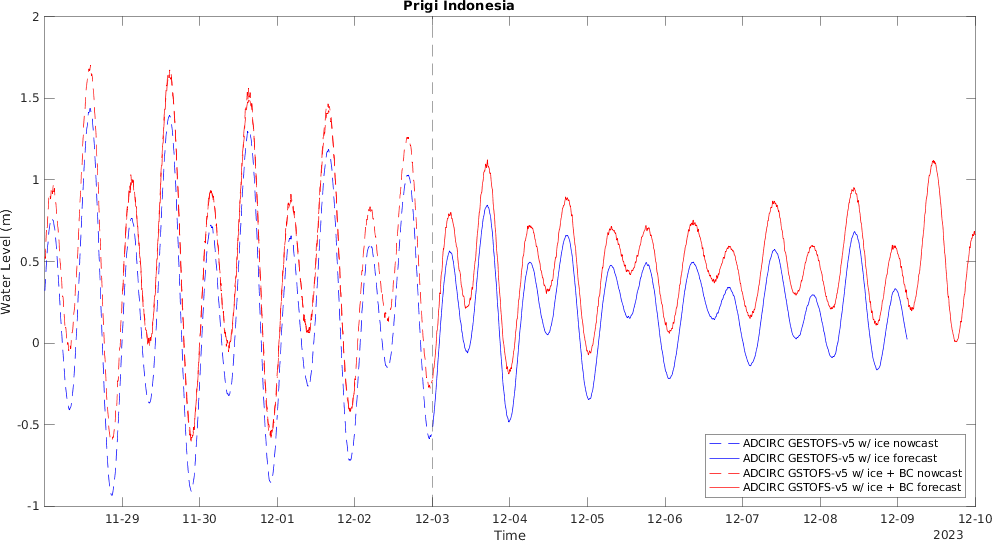 Prigi Indonesia
2
1.5
1
0.5
0
-0.5
-1
Water Level (m)
ADCIRC GESTOFS-v5 w/ ice nowcast
ADCIRC GESTOFS-v5 w/ ice forecast
ADCIRC GSTOFS-v5 w/ ice + BC nowcast
ADCIRC GSTOFS-v5 w/ ice + BC forecast
11-29 11-30 12-01 12-02 12-03 12-04 12-05 12-06 12-07 12-08 12-09 12-10
Time
2023